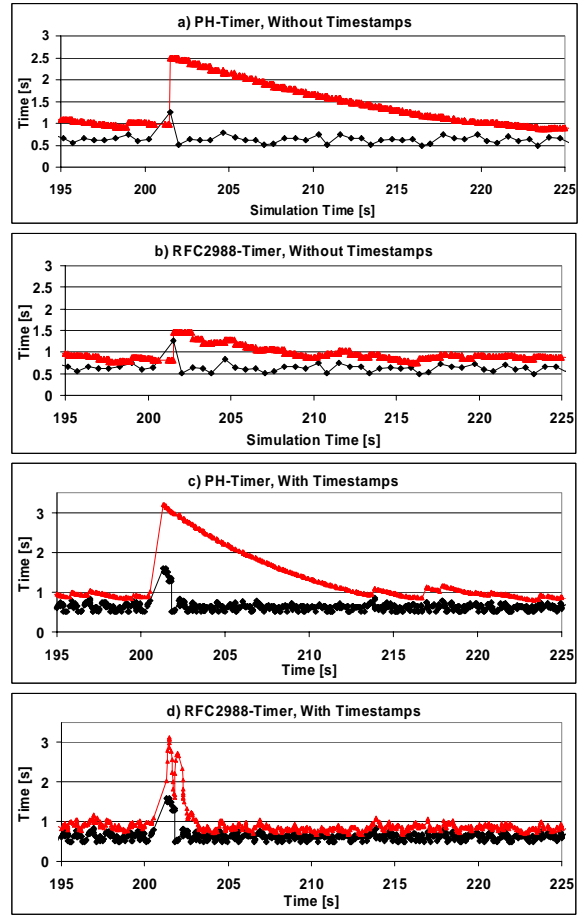 a) PH-Timer, Without Timestamps
Time [s]
3
2.5
2
1.5
1
0.5
0
195 200 205 210 215 220 225
Simulation Time [s]
b) RFC2988-Timer, Without Timestamps
Time [s]
3
2.5
2
1.5
1
0.5
0
195 200 205 210 215 220 225
Simulation Time [s]
c) PH-Timer, With Timestamps
Time [s]
3
2
1
0
195 200 205 210 215 220 225
Time [s]
d) RFC2988-Timer, With Timestamps
Time [s]
3
2
1
0
195 200 205 210 215 220 225
Time [s]